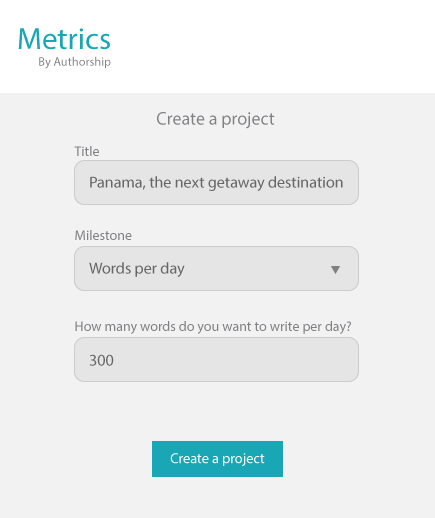 Metrics
By Authorship
Create a project
Title
Panama, the next getaway destination
Milestone
Words per day
How many words do you want to write per day?
300
Create a project